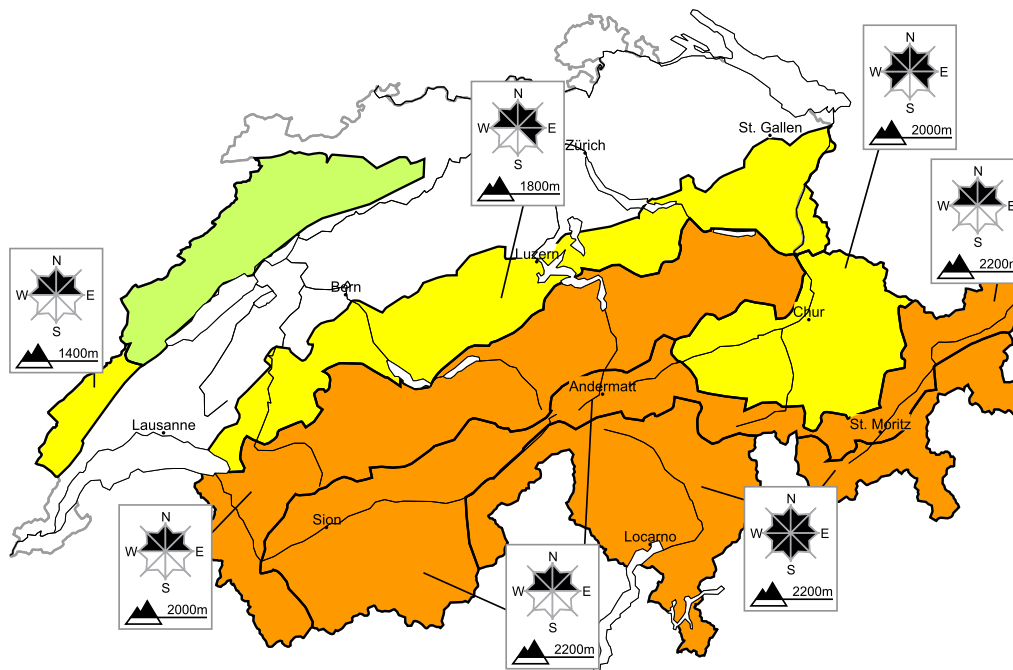 N
W E
S
2000m
N
W E
S
1800m
St. Gallen
Zürich
N
W E
S
2200m
N
W E
S
1400m
Luzern
Bern
Chur
Andermatt
St. Moritz
Lausanne
N
W E
S
2000m
Sion
N
W E
S
2200m
Locarno
N
W E
S
2200m